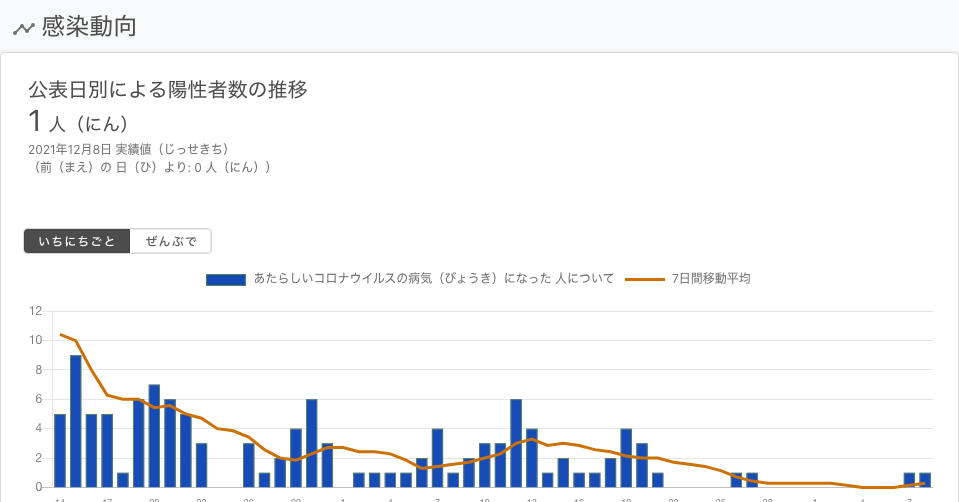 感染動向
公表日別による陽性者数の推移
1 人（にん）
2021年12月8日 実績値（じっせきち）
（前（まえ）の 日（ひ）より: 0 人（にん））
いちにちごと ぜんぶで
あたらしいコロナウイルスの病気（びょうき）になった 人について 7日間移動平均
12
10
8
6
4
2
0